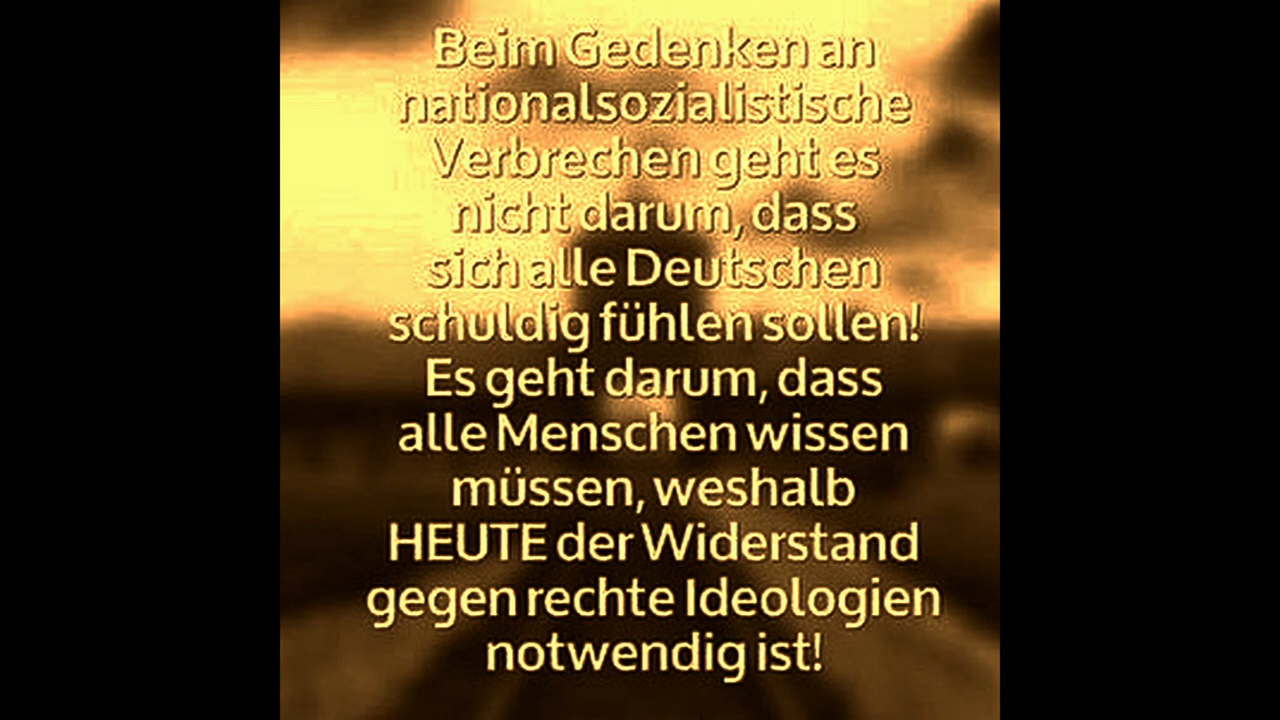 Beim Gedenken an
nationalsozialistische
Verbrechen geht es
nicht darum, dass
sich alle Deutschen
schuldig fühlen sollen!
Es geht darum, dass
alle Menschen wissen
müssen, weshalb
HEUTE der Widerstand
gegen rechte Ideologien
notwendig ist!